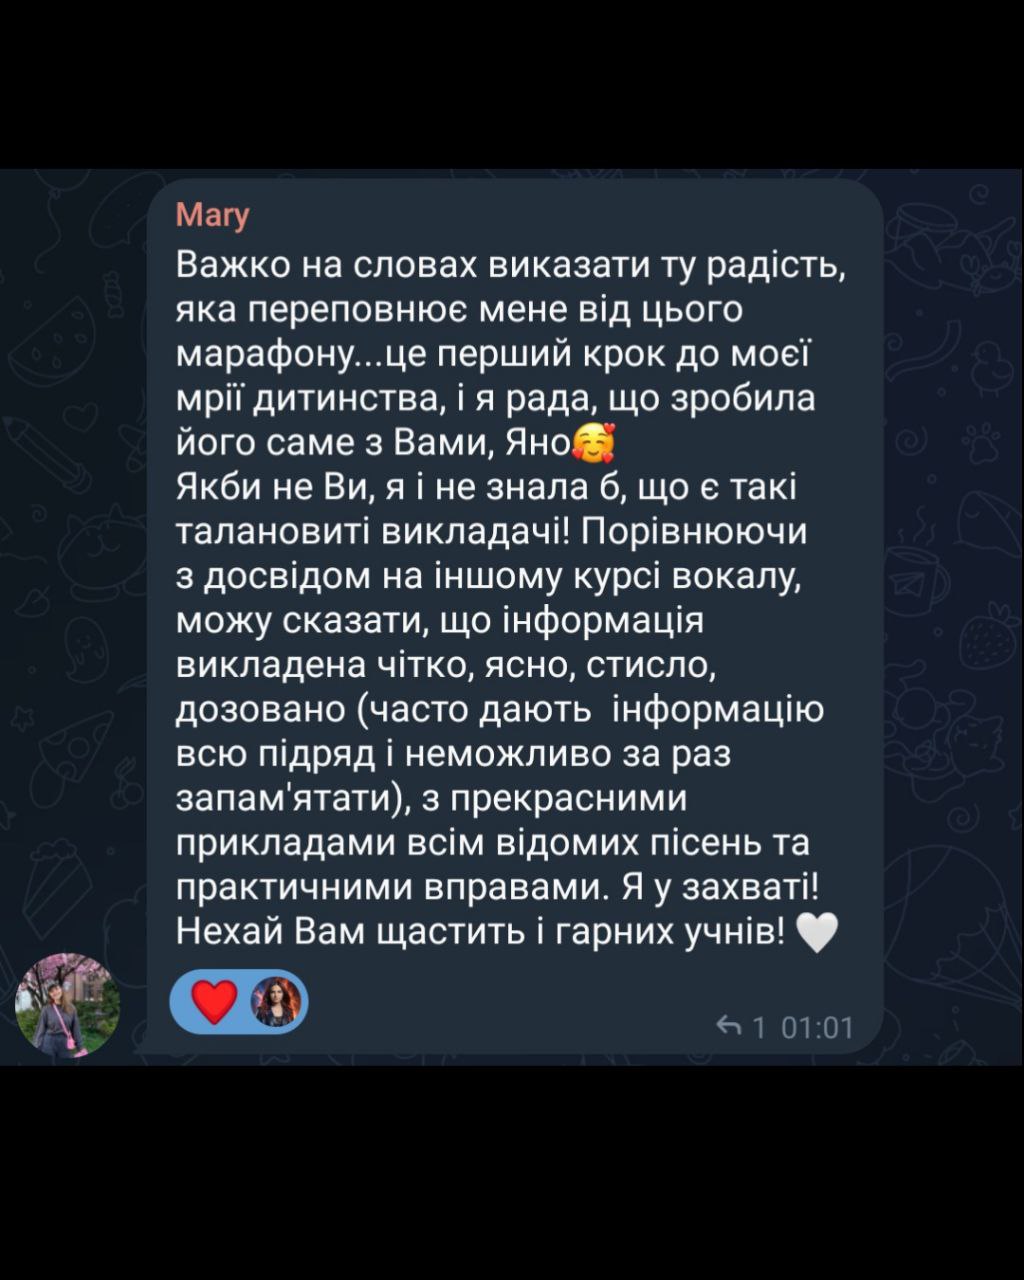 Mary
Важко на словах виказати ту радість,
яка переповнює мене від цього
марафону...це перший крок до моєї
мрії дитинства, і я рада, що зробила
його саме з Вами, Яно🥰
Якби не Ви, я і не знала б, що є такі
талановиті викладачі! Порівнюючи
з досвідом на іншому курсі вокалу,
можу сказати, що інформація
викладена чітко, ясно, стисло,
дозовано (часто дають  інформацію
всю підряд і неможливо за раз
запам'ятати), з прекрасними
прикладами всім відомих пісень та
практичними вправами. Я у захваті!
Нехай Вам щастить і гарних учнів! 🤍
1 01:01